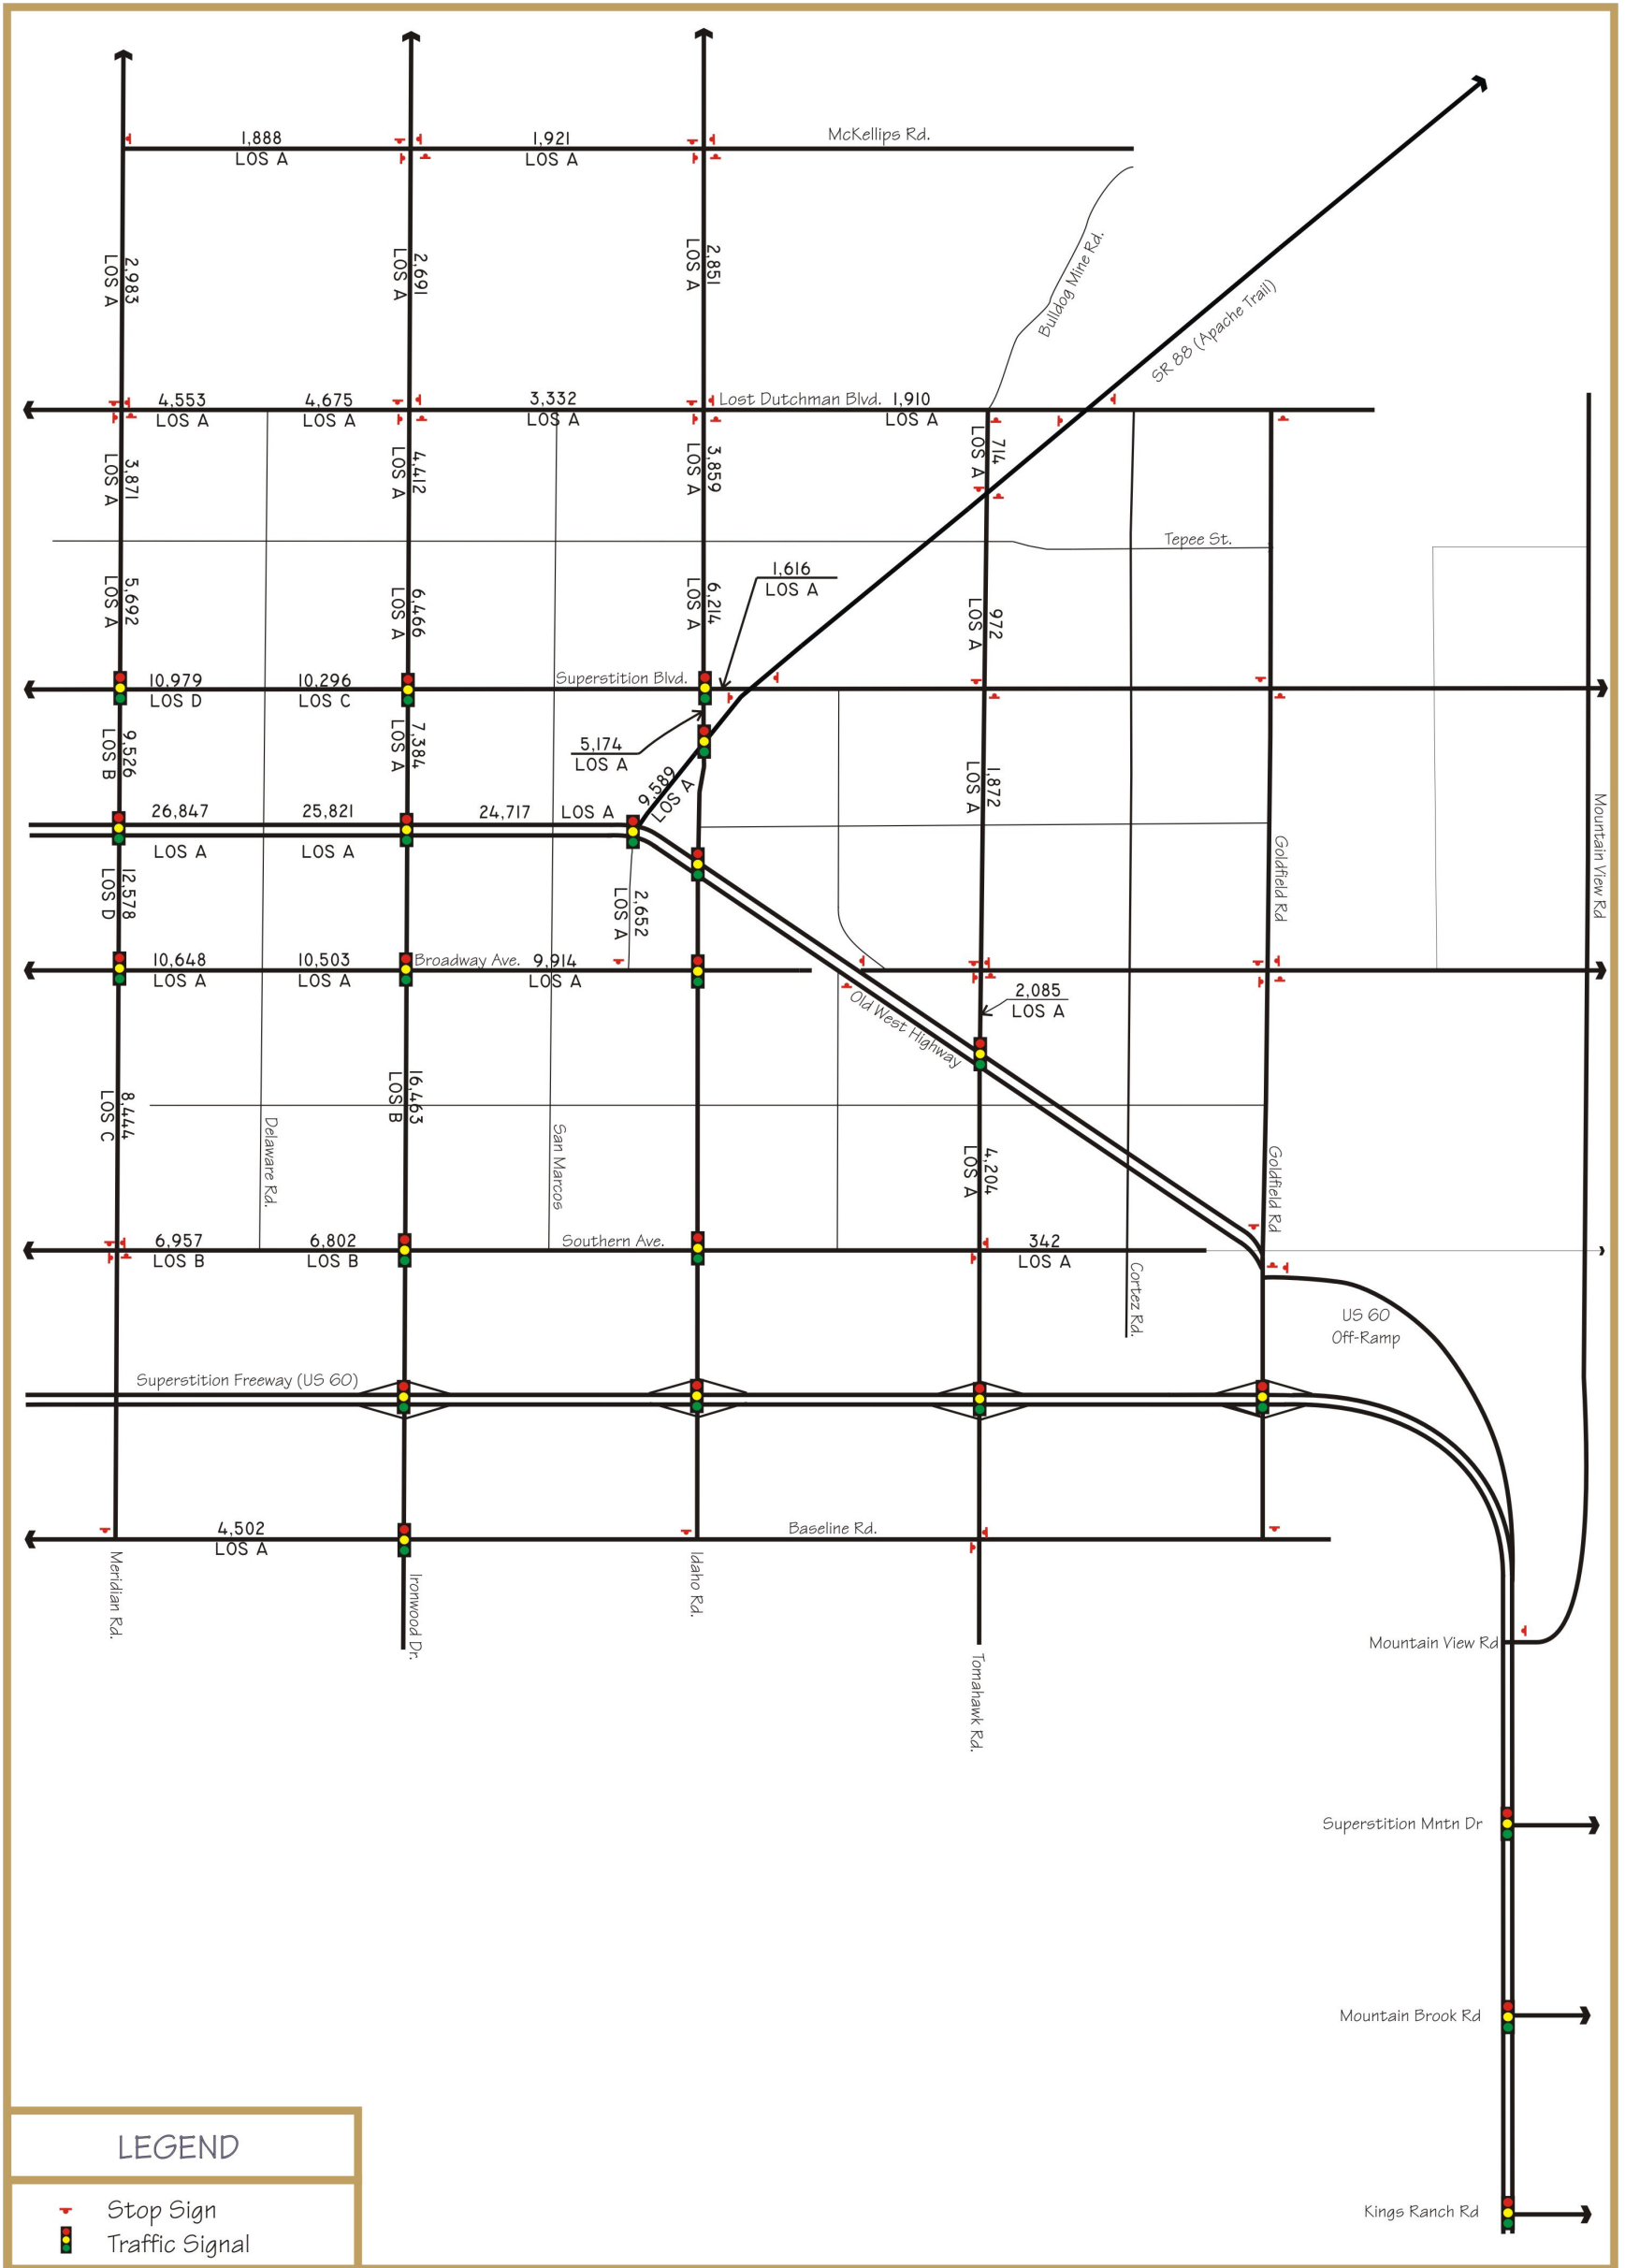 1,888
LOS A
1,921
LOS A
McKellips Rd.
2,983
LOS A
2,691
LOS A
2,851
LOS A
Bulldog Mine Rd.
SR 88 (Apache Trail)
4,553
LOS A
4,675
LOS A
3,332
LOS A
Lost Dutchman Blvd.
1,910
LOS A
3,871
LOS A
4,412
LOS A
3,859
LOS A
714
LOS A
Tepee St.
1,616
LOS A
5,692
LOS A
6,466
LOS A
6,214
LOS A
972
LOS A
10,979
LOS D
10,296
LOS C
Superstition Blvd.
9,526
LOS B
7,384
LOS A
5,174
LOS A
9,589
LOS A
1,872
LOS A
Mountain View Rd
26,847
LOS A
25,821
LOS A
24,717
LOS A
12,578
LOS D
2,652
LOS A
Goldfield Rd
10,648
LOS A
10,503
LOS A
Broadway Ave.
9,914
LOS A
Old West Highway
2,085
LOS A
8,444
LOS C
16,463
LOS B
Delaware Rd.
San Marcos
4,204
LOS A
Goldfield Rd
6,957
LOS B
6,802
LOS B
Southern Ave.
342
LOS A
Cortez Rd.
US 60
Off-Ramp
Superstition Freeway (US 60)
4,502
LOS A
Baseline Rd.
Meridian Rd.
Ironwood Dr.
Idaho Rd.
Tomahawk Rd.
Mountain View Rd
Superstition Mntn Dr
Mountain Brook Rd
Kings Ranch Rd
LEGEND
Stop Sign
Traffic Signal